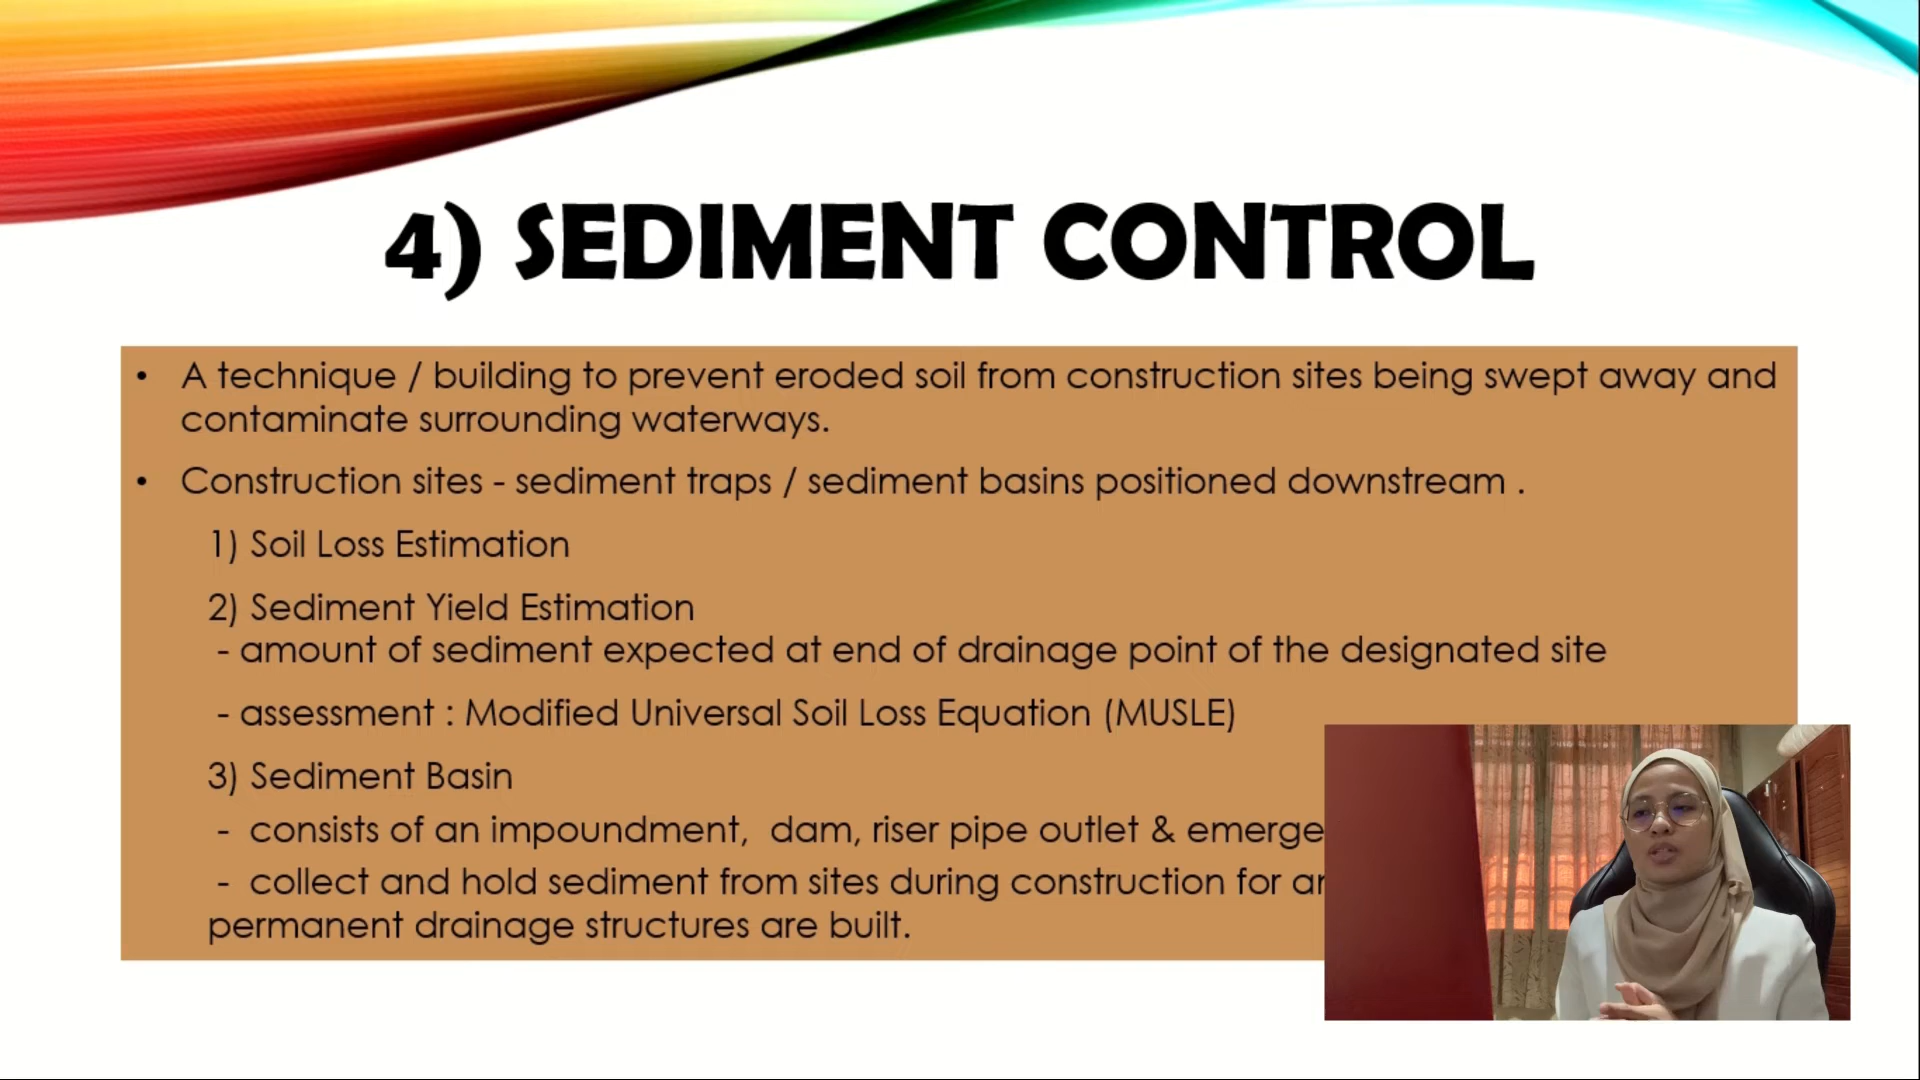 4) SEDIMENT CONTROL
• A technique / building to prevent eroded soil from construction sites being swept away and
contaminate surrounding waterways.
• Construction sites - sediment traps / sediment basins positioned downstream .
1) Soil Loss Estimation
2) Sediment Yield Estimation
- amount of sediment expected at end of drainage point of the designated site
- assessment : Modified Universal Soil Loss Equation (MUSLE)
3) Sediment Basin
- consists of an impoundment, dam, riser pipe outlet &
- collect and hold sediment from sites during construction for
permanent drainage structures are built.